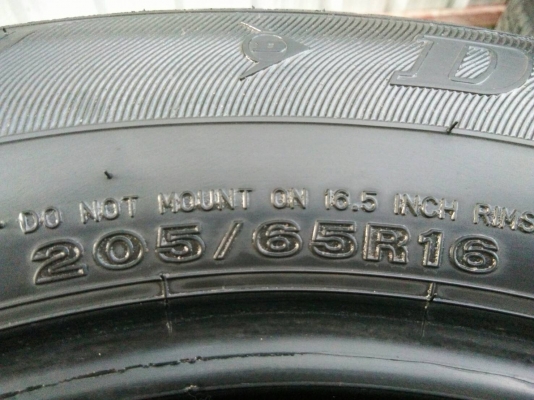 D
DO NOT MOUNT ON 16.5 INCH RIMS
205/65R16